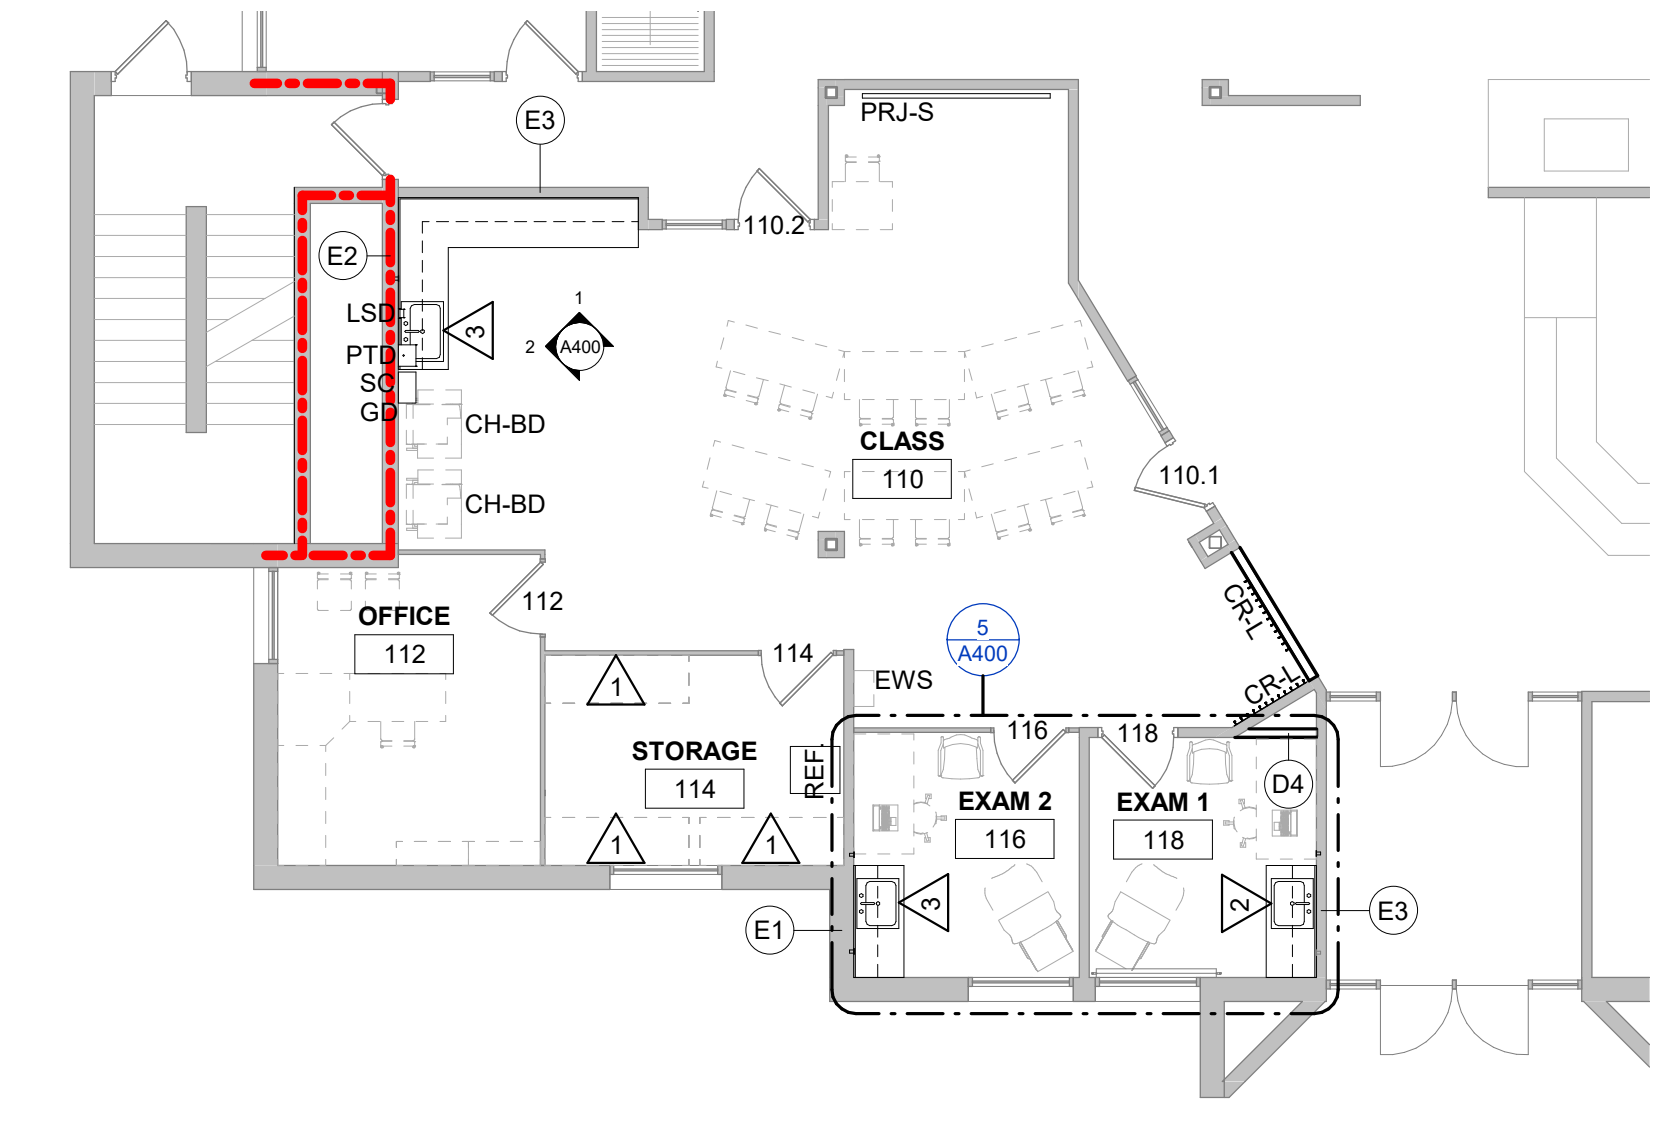 E3
PRJ-S
110.2
E2
LSD
PTD
SC
GD
3
1
2
A400
CH-BD
CH-BD
CLASS
110
110.1
112
OFFICE
112
CR-L
CR-L
5
A400
114
1
EWS
STORAGE
114
REF.
1
1
116
118
D4
EXAM 2
116
EXAM 1
118
3
2
E1
E3